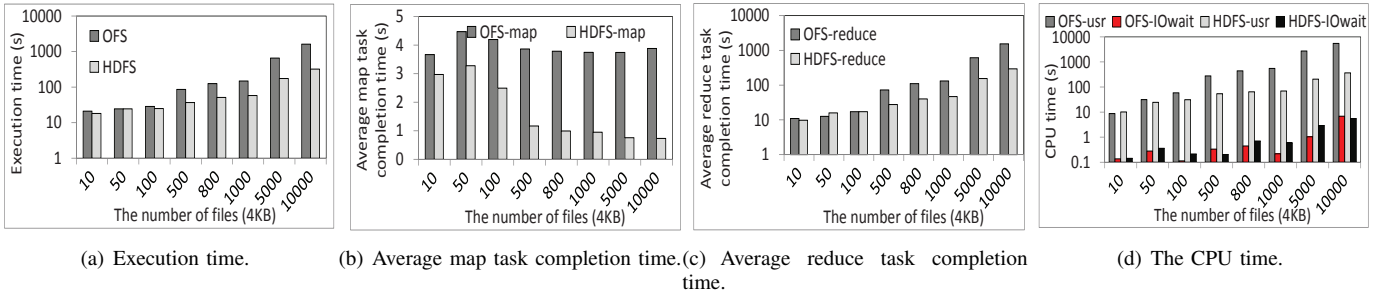 Execution time (s)
10000
1000
100
10
1
OFS
HDFS
10 50 100 500 800 1000 5000 10000
The number of files (4KB)
(a) Execution time.
Average map task
completion time (s)
5
4
3
2
1
0
OFS-map HDFS-map
10 50 100 500 800 1000 5000 10000
The number of files (4KB)
(b) Average map task completion time.
Average reduce task
completion time (s)
10000
1000
100
10
1
OFS-reduce
HDFS-reduce
10 50 100 500 800 1000 5000 10000
The number of files (4KB)
(c) Average reduce task completion
time.
OFS-usr OFS-IOwait HDFS-usr HDFS-IOwait
CPU time (s)
10000
1000
100
10
1
0.1
10 50 100 500 800 1000 5000 10000
The number of files (4KB)
(d) The CPU time.